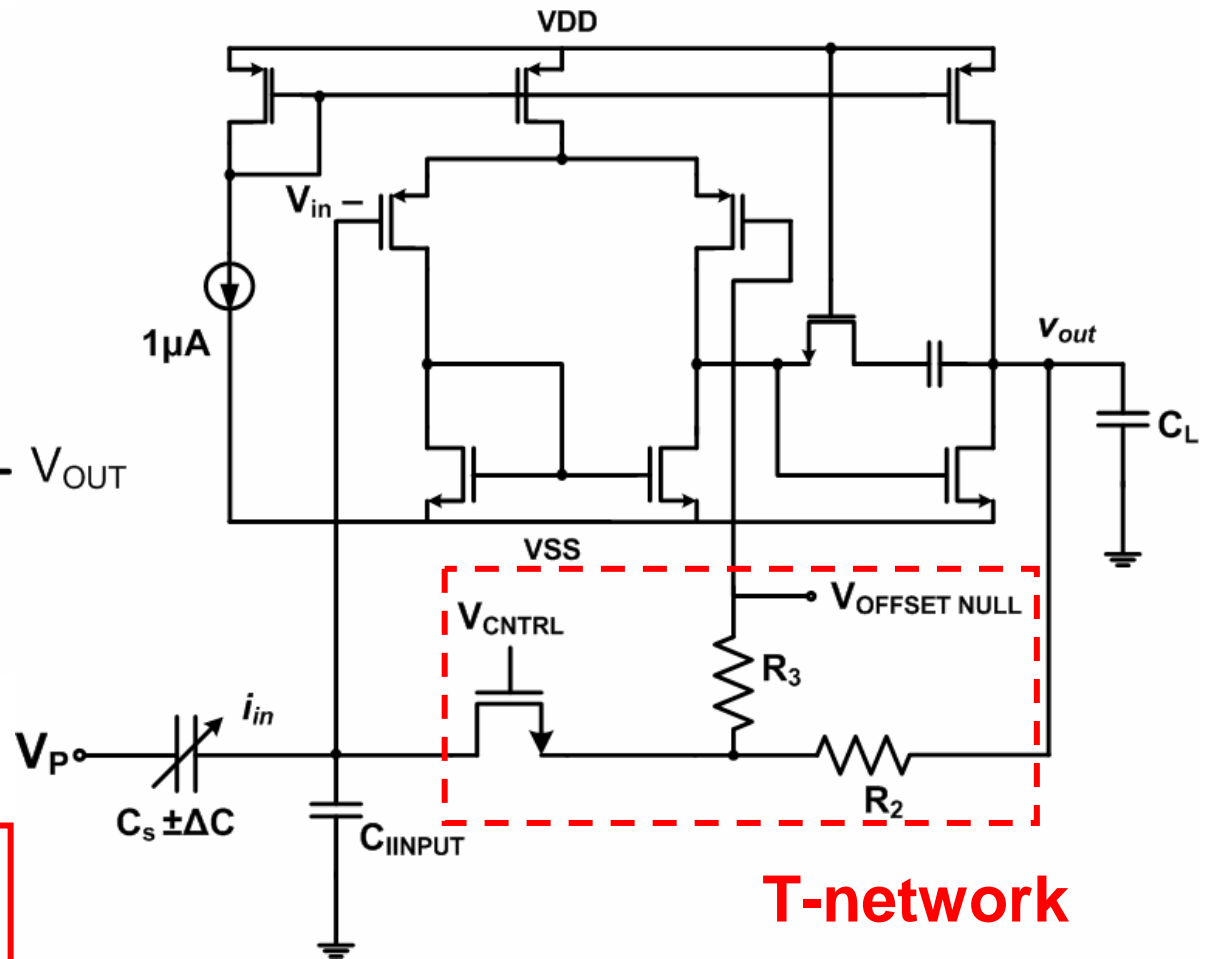 VDD
Vin –
1µA
vout
CL
VOUT
VSS
VOFFSET NULL
VCNTRL
R3
iin
VP
R2
Cs ±ΔC
CIINPUT
T-network